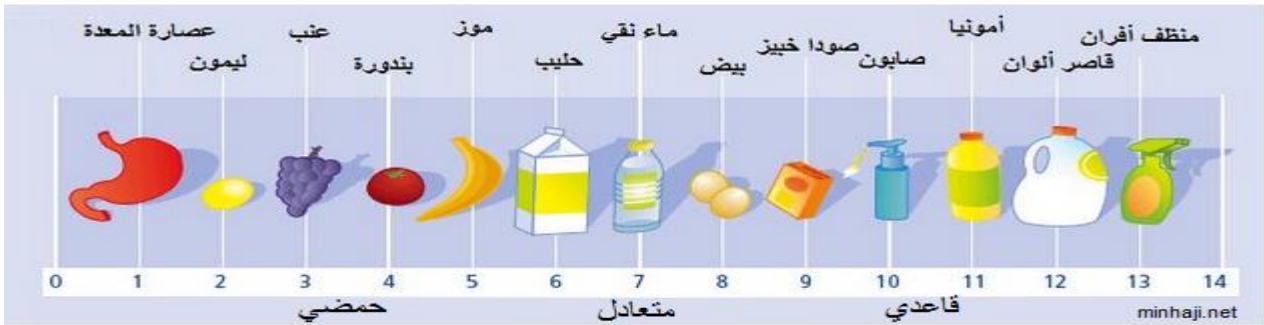 عصارة المعدة
ليمون
عنب
بندورة
موز
حليب
ماء نقي
بيض
صودا خبيز
صابون
أمونيا
قاصر ألوان
منظف أفران
0 1 2 3 4 5 6 7 8 9 10 11 12 13 14
حمضي
متعادل
قاعدي
minhaji.net